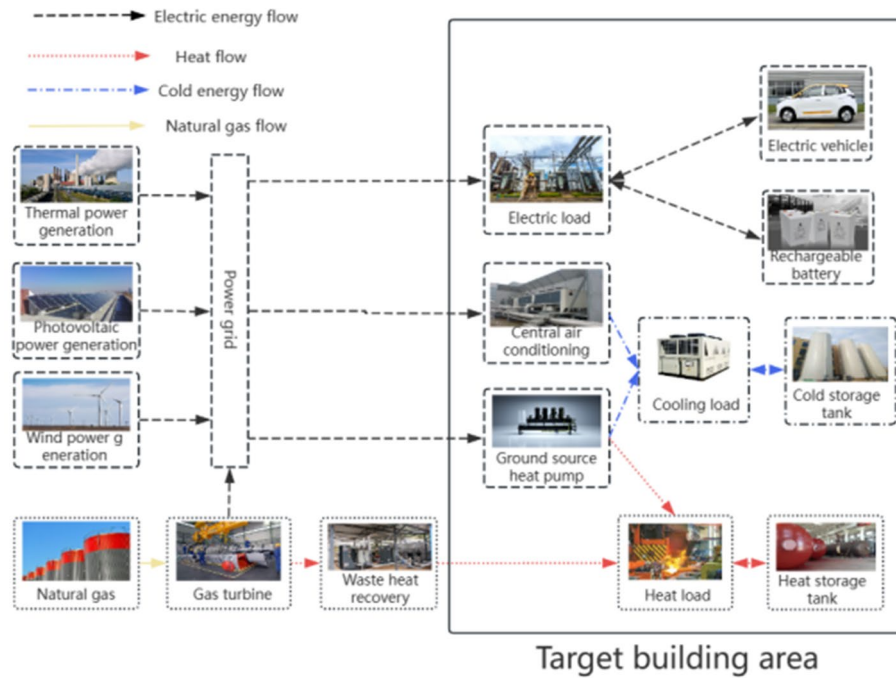 Electric energy flow
Heat flow
Cold energy flow
Natural gas flow
Thermal power
generation
Photovoltaic
power generation
Wind power g
eneration
Power grid
Natural gas
Gas turbine
Waste heat
recovery
Electric load
Central air
conditioning
Ground source
heat pump
Electric vehicle
Rechargeable
battery
Cooling load
Cold storage
tank
Heat load
Heat storage
tank
Target building area